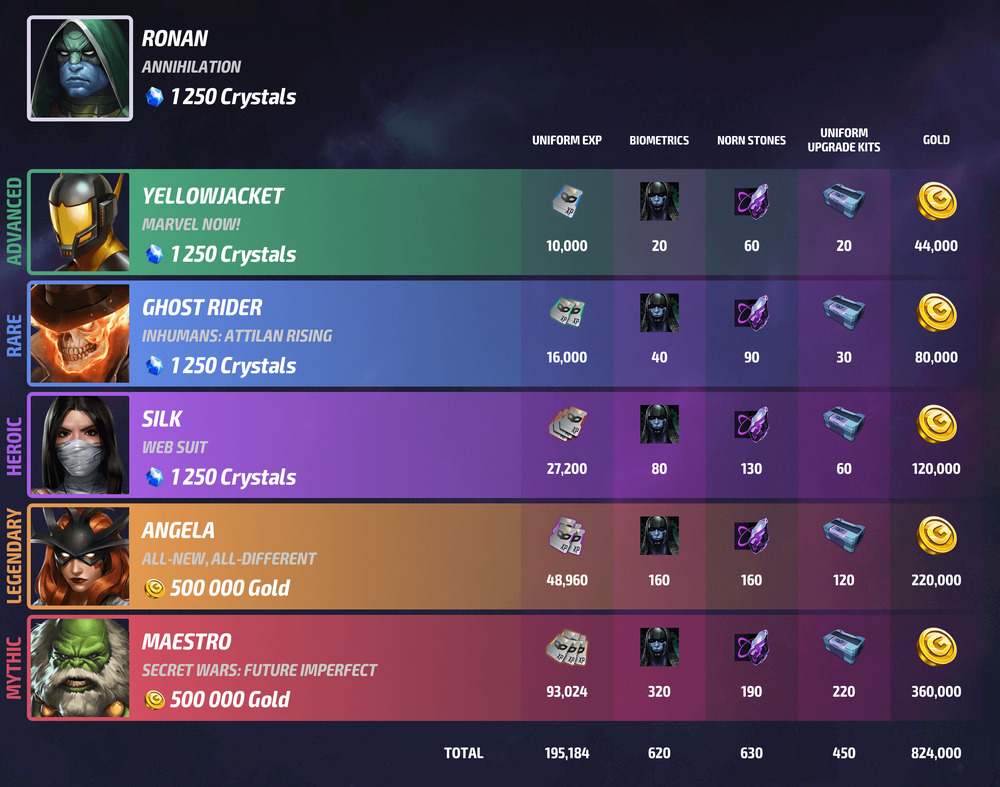 RONAN
ANNIHILATION
1 250 Crystals
UNIFORM EXP BIOMETRICS NORN STONES UNIFORM UPGRADE KITS GOLD
ADVANCED
YELLOWJACKET
MARVEL NOW!
1 250 Crystals
10,000 20 60 20 44,000
RARE
GHOST RIDER
INHUMANS: ATTILAN RISING
1 250 Crystals
16,000 40 90 30 80,000
HEROIC
SILK
WEB SUIT
1 250 Crystals
27,200 80 130 60 120,000
LEGENDARY
ANGELA
ALL-NEW, ALL-DIFFERENT
500 000 Gold
48,960 160 160 120 220,000
MYTHIC
MAESTRO
SECRET WARS: FUTURE IMPERFECT
500 000 Gold
93,024 320 190 220 360,000
TOTAL 195,184 620 630 450 824,000